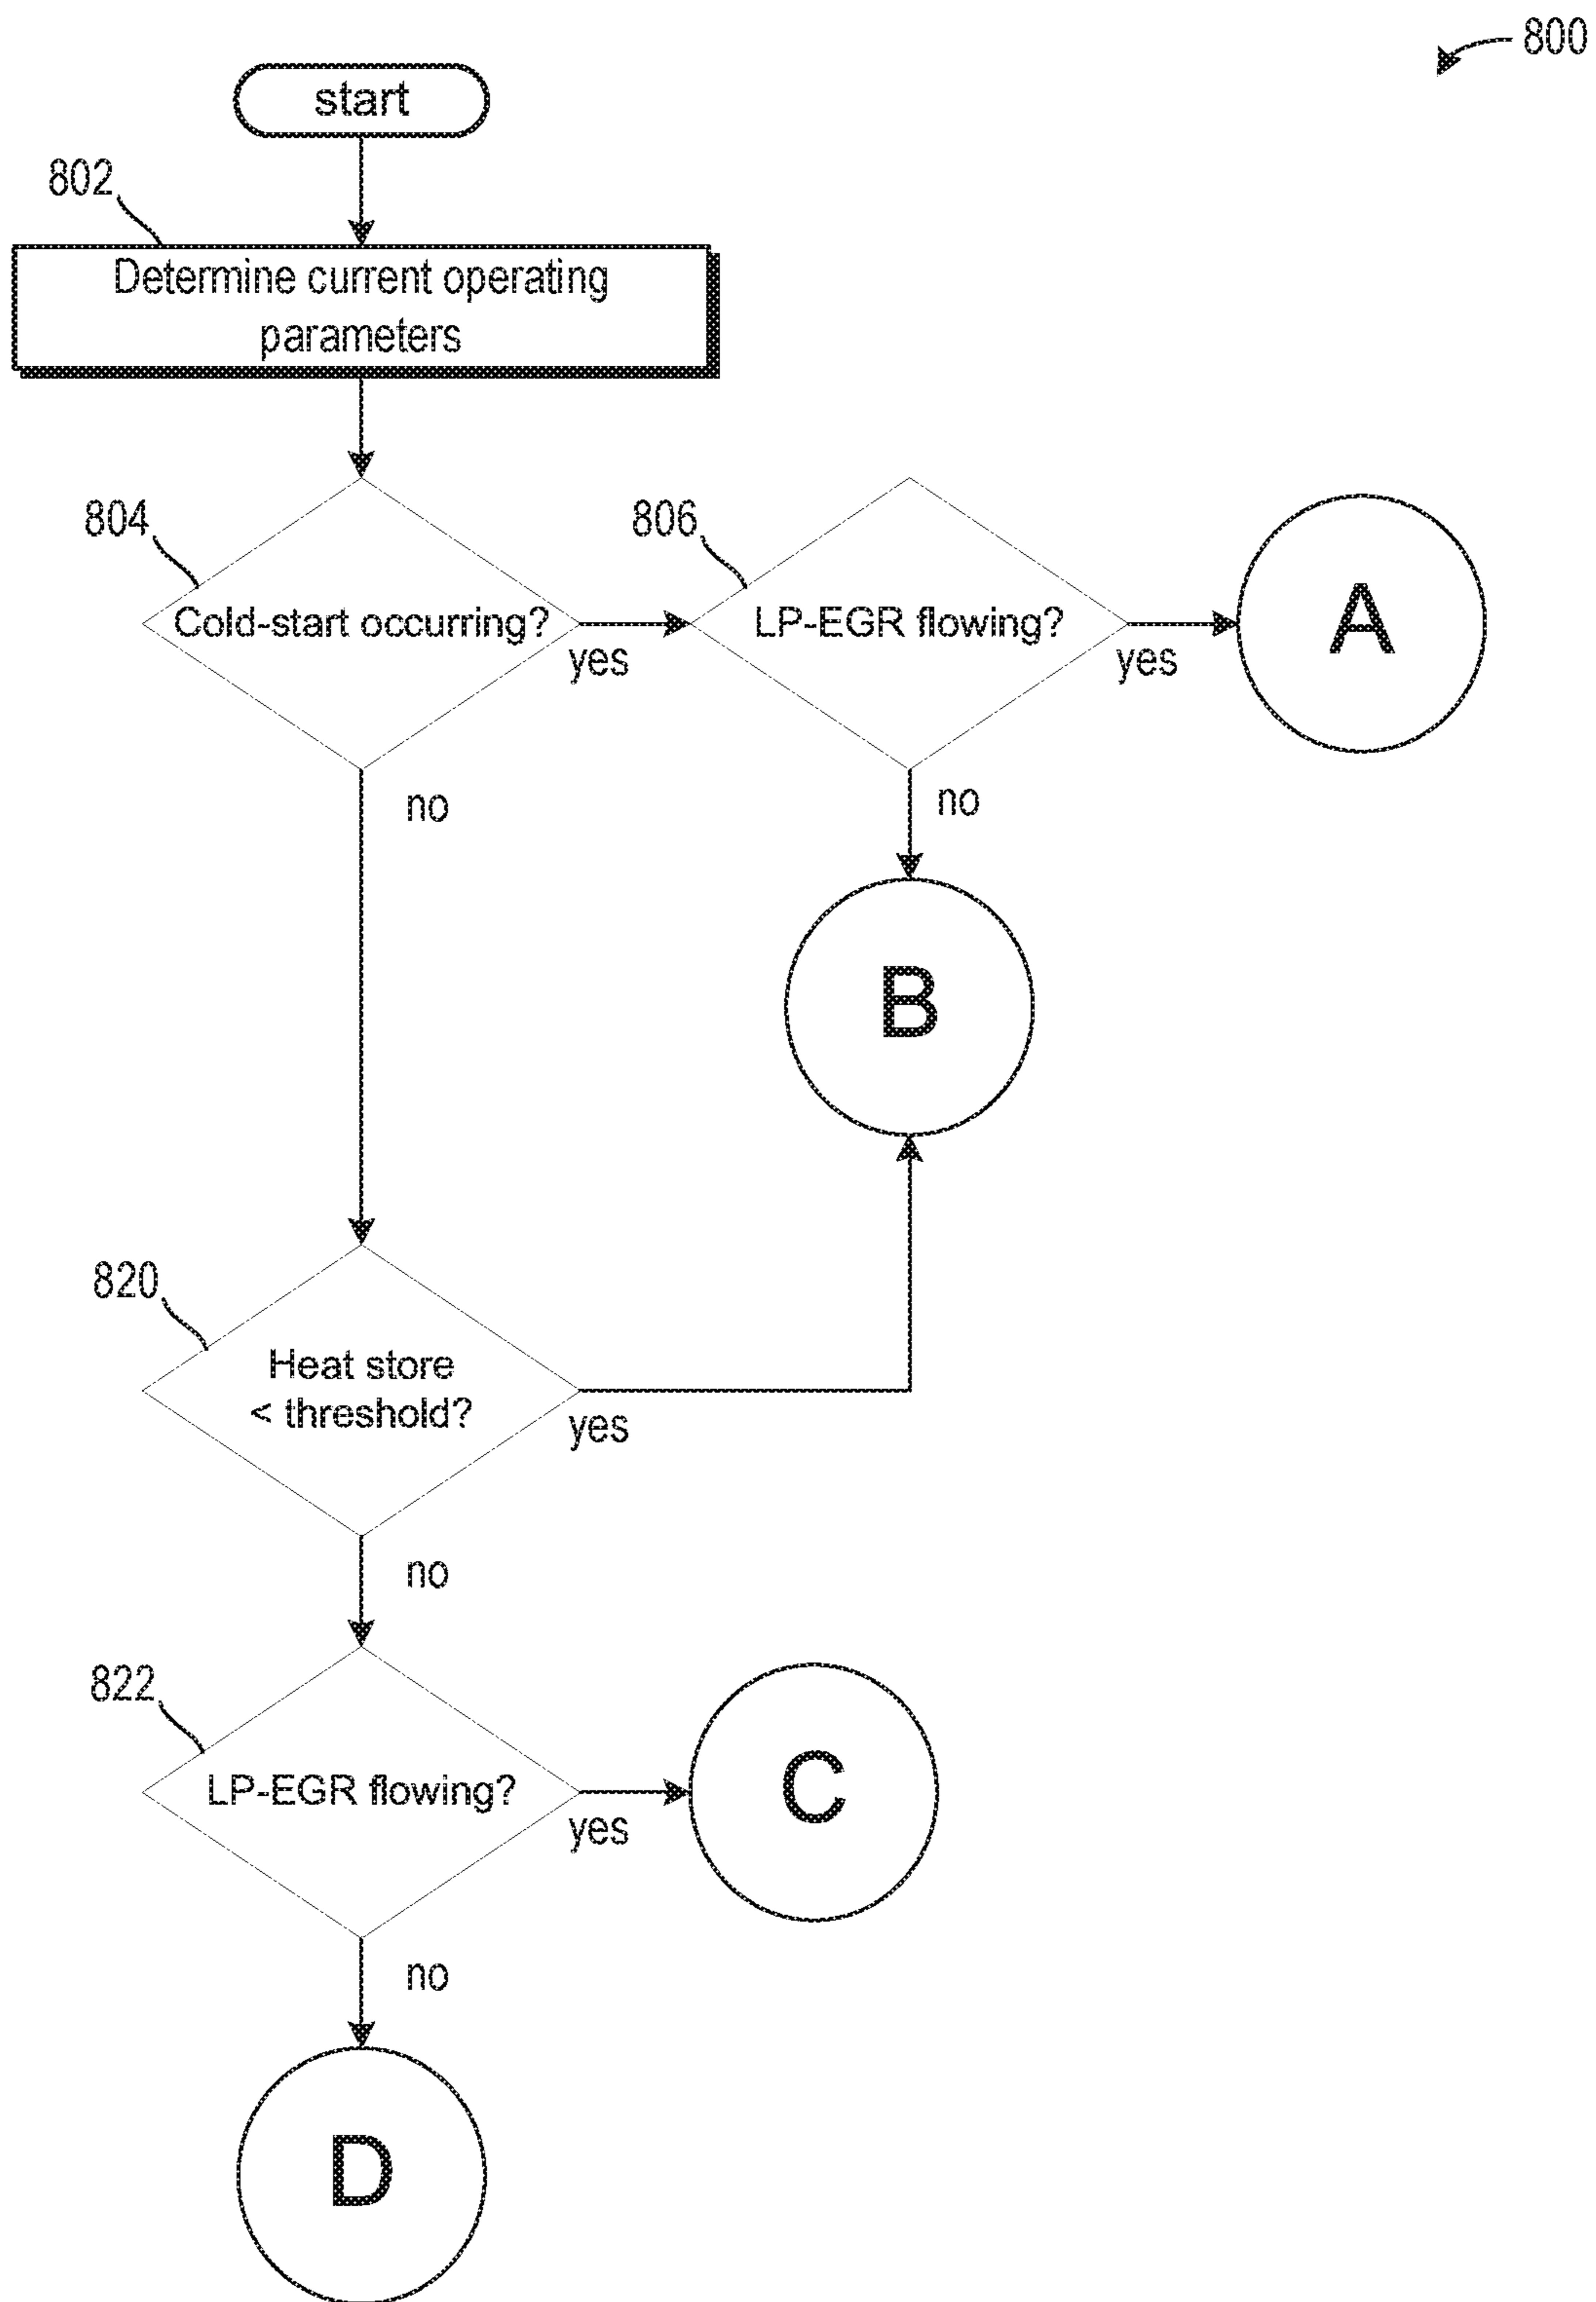 800
start
802
Determine current operating
parameters
804
Cold-start occurring?
yes
no
806
LP-EGR flowing?
yes
no
A
B
820
Heat store
< threshold?
yes
no
822
LP-EGR flowing?
yes
no
C
D